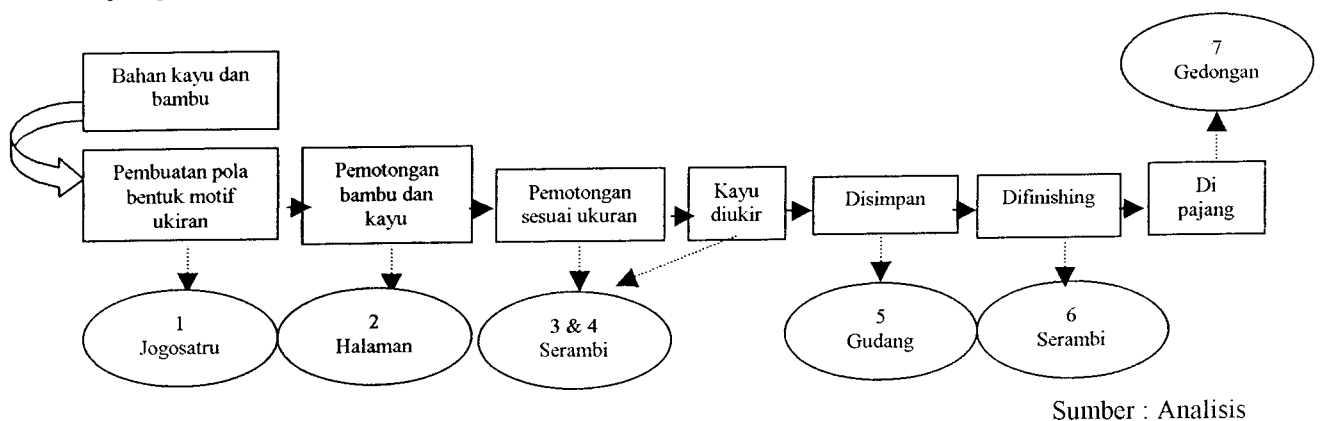 7
Gedongan
Bahan kayu dan
bambu
Pembuatan pola
bentuk motif
ukiran
Pemotongan
bambu dan
kayu
Pemotongan
sesuai ukuran
Kayu
diukir
Disimpan
Difinishing
Di
pajang
1
Jogosatru
2
Halaman
3 & 4
Serambi
5
Gudang
6
Serambi
Sumber : Analisis